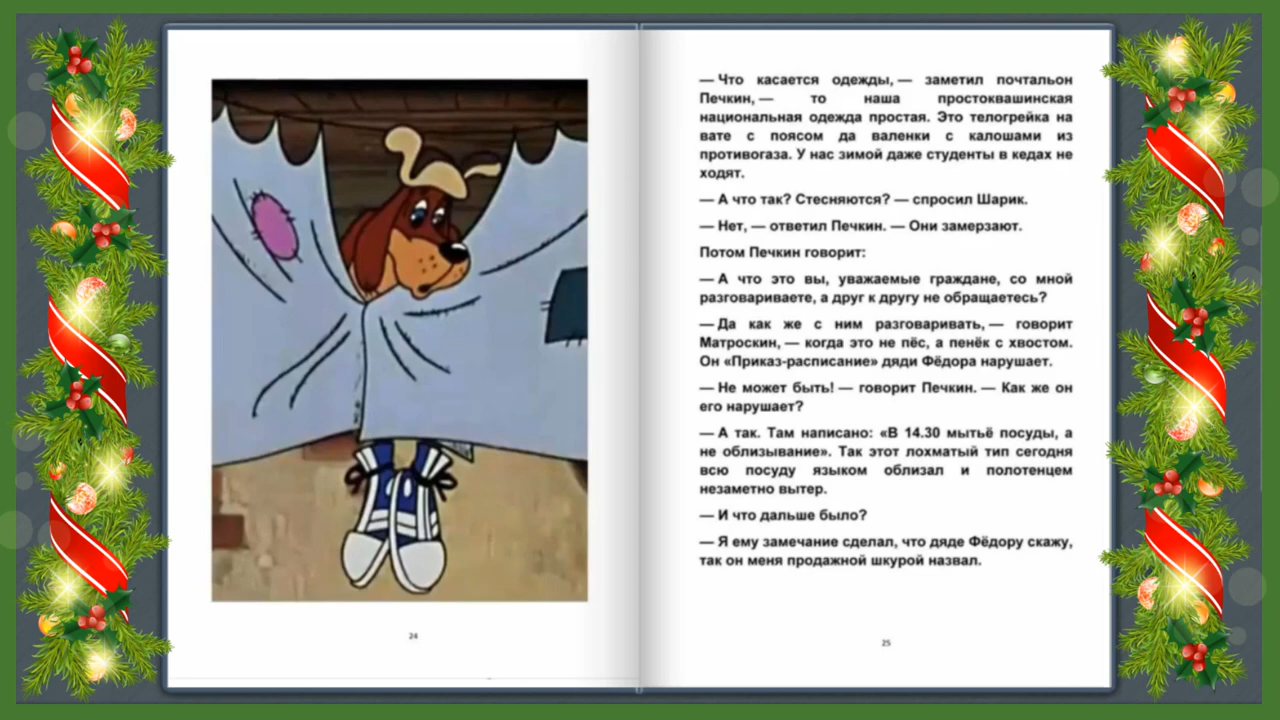 — Что касается одежды, — заметил почтальон
Печкин, — то наша простоквашинская
национальная одежда простая. Это телогрейка на
вате с поясом да валенки с калошами из
противогаза. У нас зимой даже студенты в кедах не
ходят.
— А что так? Стесняются? — спросил Шарик.
— Нет, — ответил Печкин. — Они замерзают.
Потом Печкин говорит:
— А что это вы, уважаемые граждане, со мной
разговариваете, а друг к другу не обращаетесь?
— Да как же с ним разговаривать, — говорит
Матроскин, — когда это не пёс, а пенёк с хвостом.
Он «Приказ-расписание» дяди Фёдора нарушает.
— Не может быть! — говорит Печкин. — Как же он
его нарушает?
— А так. Там написано: «В 14.30 мытьё посуды, а
не облизывание». Так этот лохматый тип сегодня
всю посуду языком облизал и полотенцем
незаметно вытер.
— И что дальше было?
— Я ему замечание сделал, что дяде Фёдору скажу,
так он меня продажной шкурой назвал.
24
25